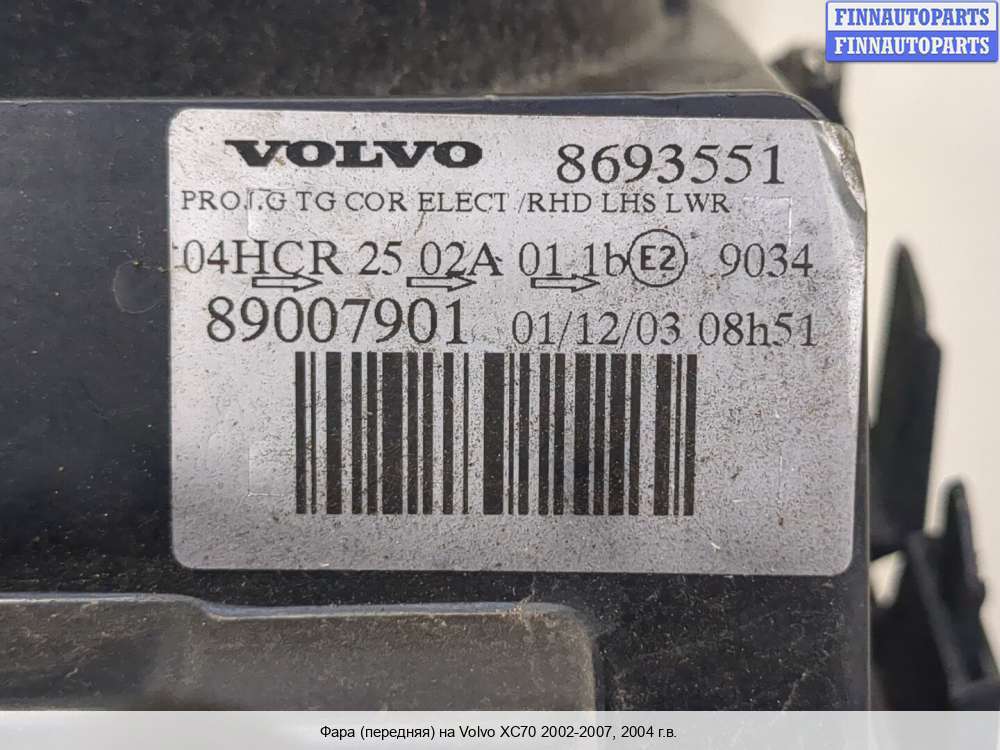 FINNAUTOPARTS
FINNAUTOPARTS
VOLVO 8693551
PROJ.G TG COR ELECT /RHD LHS LWR
04HCR 25 02A 01 1b E2 9034
89007901 01/12/03 08h51
Фара (передняя) на Volvo XC70 2002-2007, 2004 г.в.